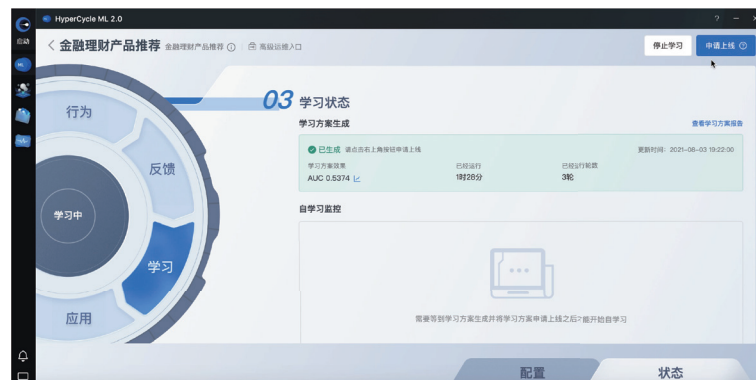 HyperCycle ML 2.0
启动
ML
金融理财产品推荐 金融理财产品推荐 高级运维入口
停止学习
申请上线
行为
反馈
学习中
学习
应用
03 学习状态
学习方案生成
查看学习方案报告
已生成 请点击右上角按钮申请上线
更新时间：2021-08-03 19:22:00
学习方案效果
已经运行
已经运行轮数
AUC 0.5374
1时28分
3轮
自学习监控
需要等到学习方案生成并将学习方案申请上线之后才能开始自学习
配置
状态